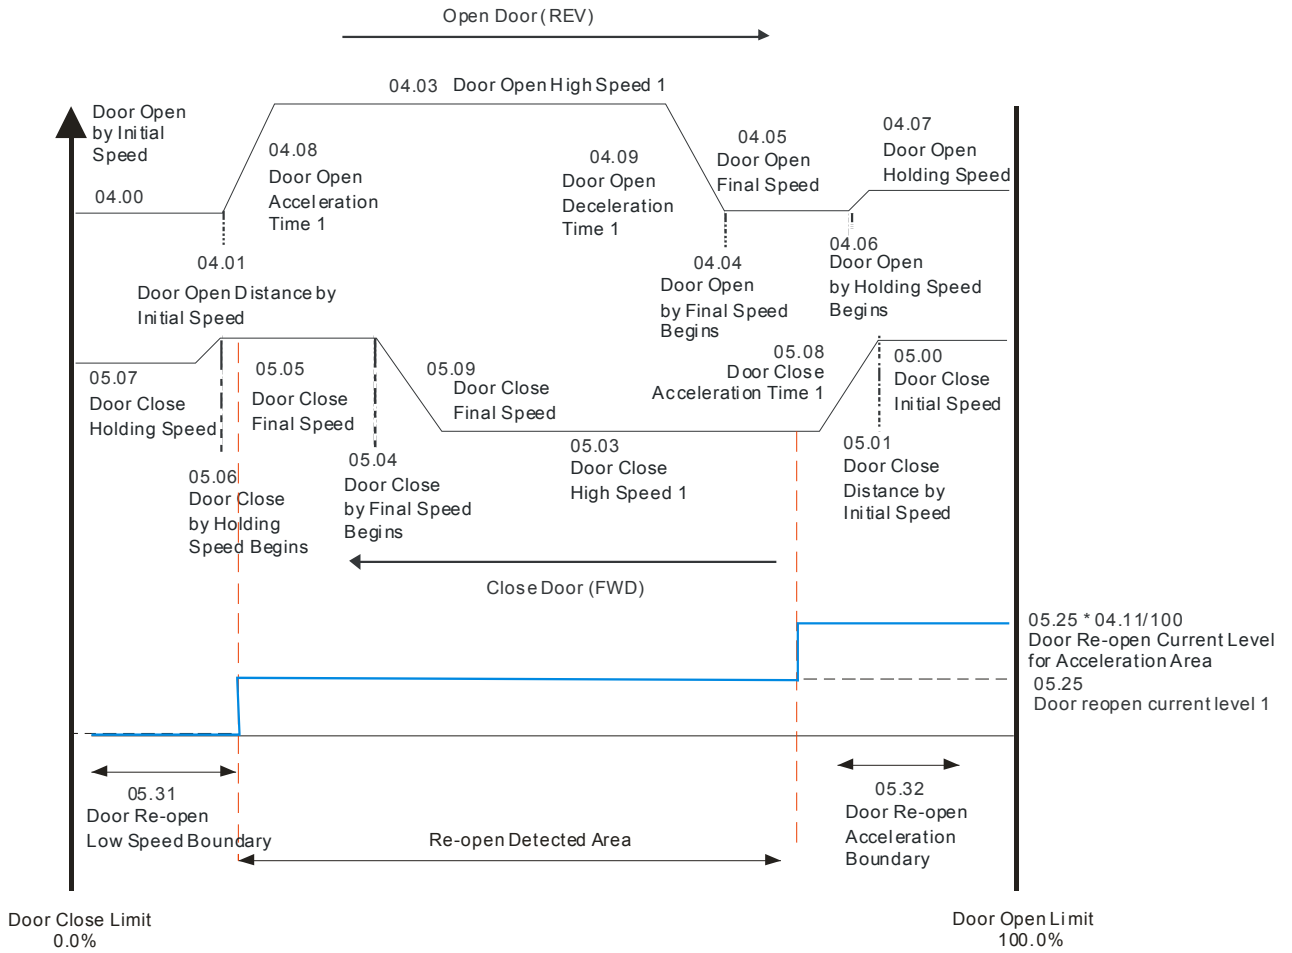 Open Door (REV)
04.03 Door Open High Speed 1
Door Open
by Initial
Speed
04.00
04.08
Door Open
Acceleration
Time 1
04.09
Door Open
Deceleration
Time 1
04.05
Door Open
Final Speed
04.07
Door Open
Holding Speed
04.01
Door Open Distance by
Initial Speed
04.04
Door Open
by Final Speed
Begins
04.06
Door Open
by Holding Speed
Begins
05.07
Door Close
Holding Speed
05.05
Door Close
Final Speed
05.09
Door Close
Final Speed
05.08
Door Close
Acceleration Time 1
05.00
Door Close
Initial Speed
05.06
Door Close
by Holding
Speed Begins
05.04
Door Close
by Final Speed
Begins
05.03
Door Close
High Speed 1
05.01
Door Close
Distance by
Initial Speed
Close Door (FWD)
05.25 * 04.11/100
Door Re-open Current Level
for Acceleration Area
05.25
Door reopen current level 1
05.31
Door Re-open
Low Speed Boundary
Re-open Detected Area
05.32
Door Re-open
Acceleration
Boundary
Door Close Limit
0.0%
Door Open Limit
100.0%